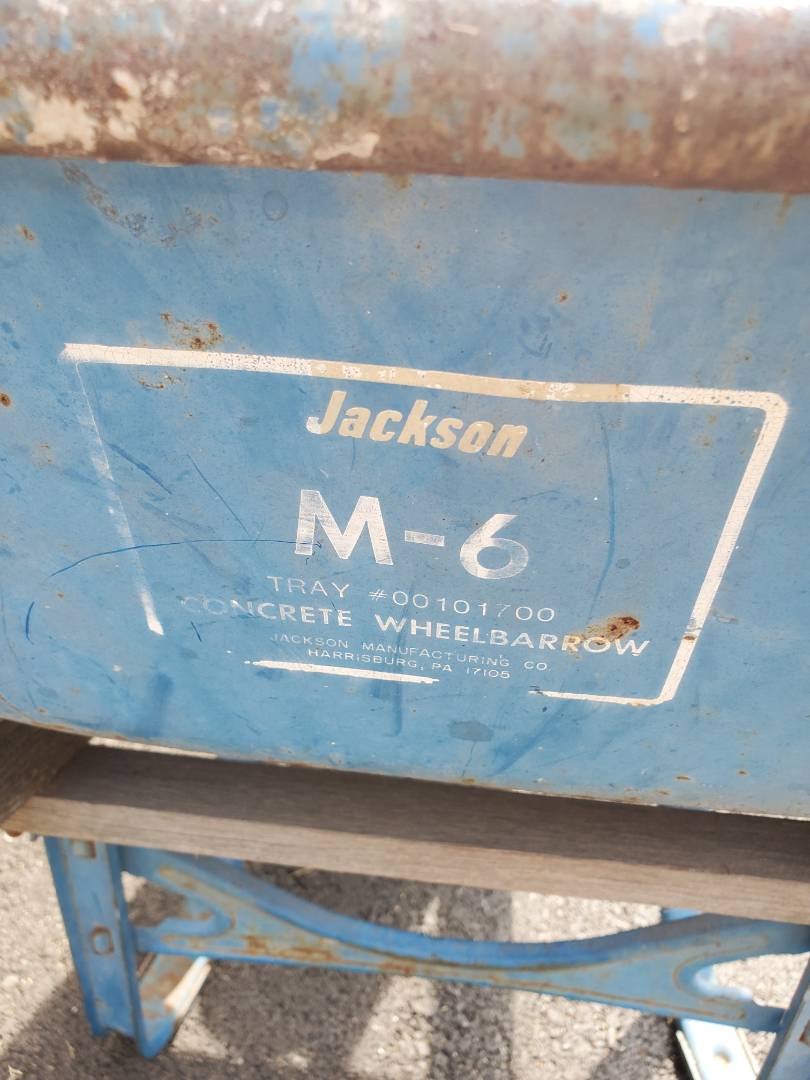 Jackson
M-6
TRAY #00101700
CONCRETE WHEELBARROW
JACKSON MANUFACTURING CO.
HARRISBURG, PA 17105